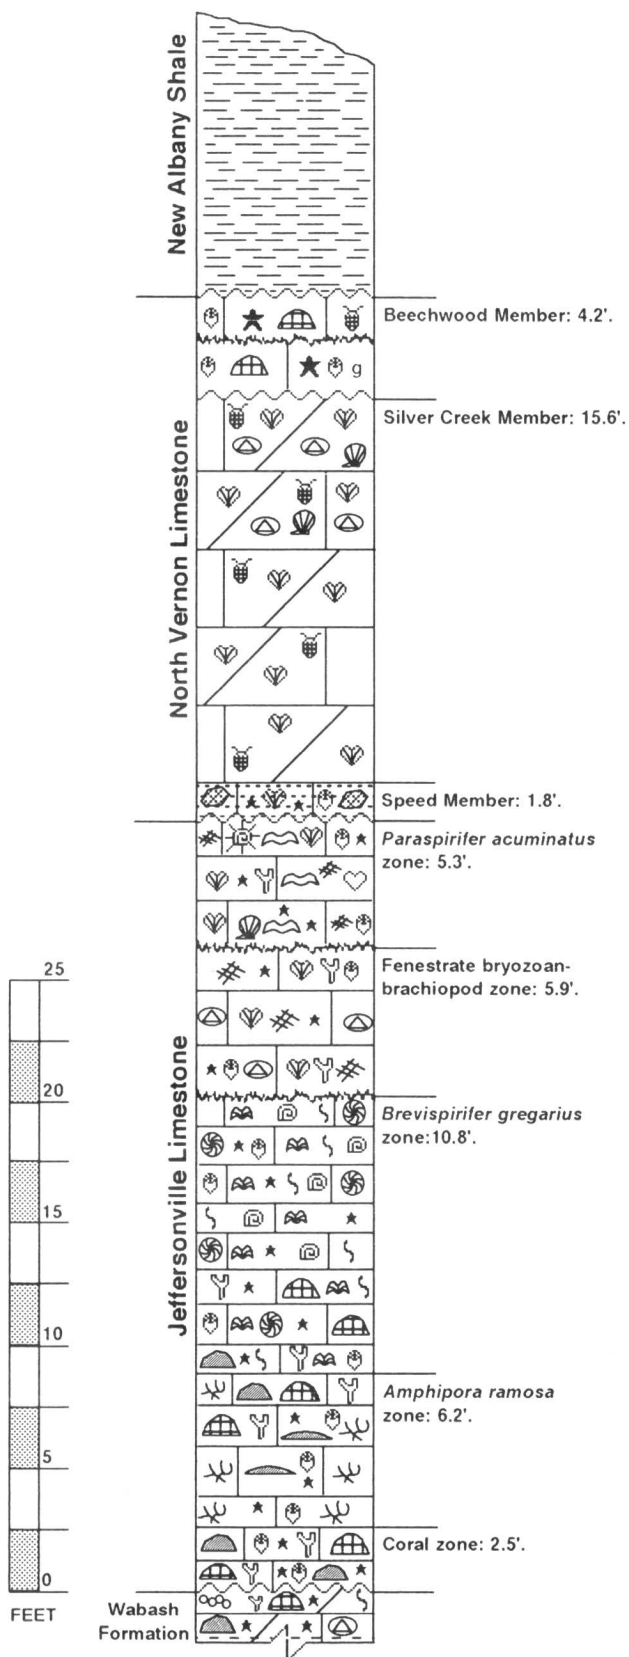 New Albany Shale
Beechwood Member: 4.2'.
g
Silver Creek Member: 15.6'.
North Vernon Limestone
Speed Member: 1.8'.
Paraspirifer acuminatus
zone: 5.3'.
Fenestrate bryozoan-
brachiopod zone: 5.9'.
Brevispirifer gregarius
zone:10.8'.
Jeffersonville Limestone
Amphipora ramosa
zone: 6.2'.
Coral zone: 2.5'.
Wabash
Formation
25
20
15
10
5
0
FEET